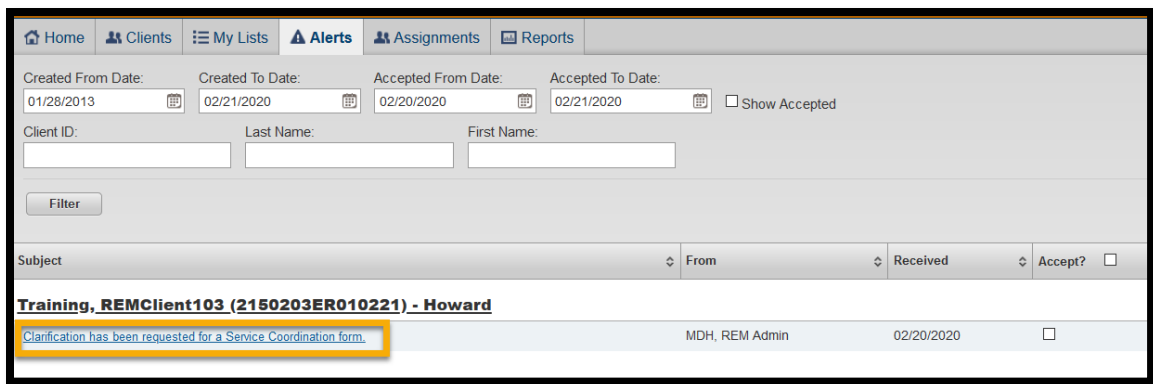 Home Clients My Lists Alerts Assignments Reports
Created From Date: Created To Date: Accepted From Date: Accepted To Date:
01/28/2013 02/21/2020 02/20/2020 02/21/2020 Show Accepted
Client ID: Last Name: First Name:
Filter
Subject From Received Accept?
Training, REMClient103 (2150203ER010221) - Howard
Clarification has been requested for a Service Coordination form. MDH, REM Admin 02/20/2020